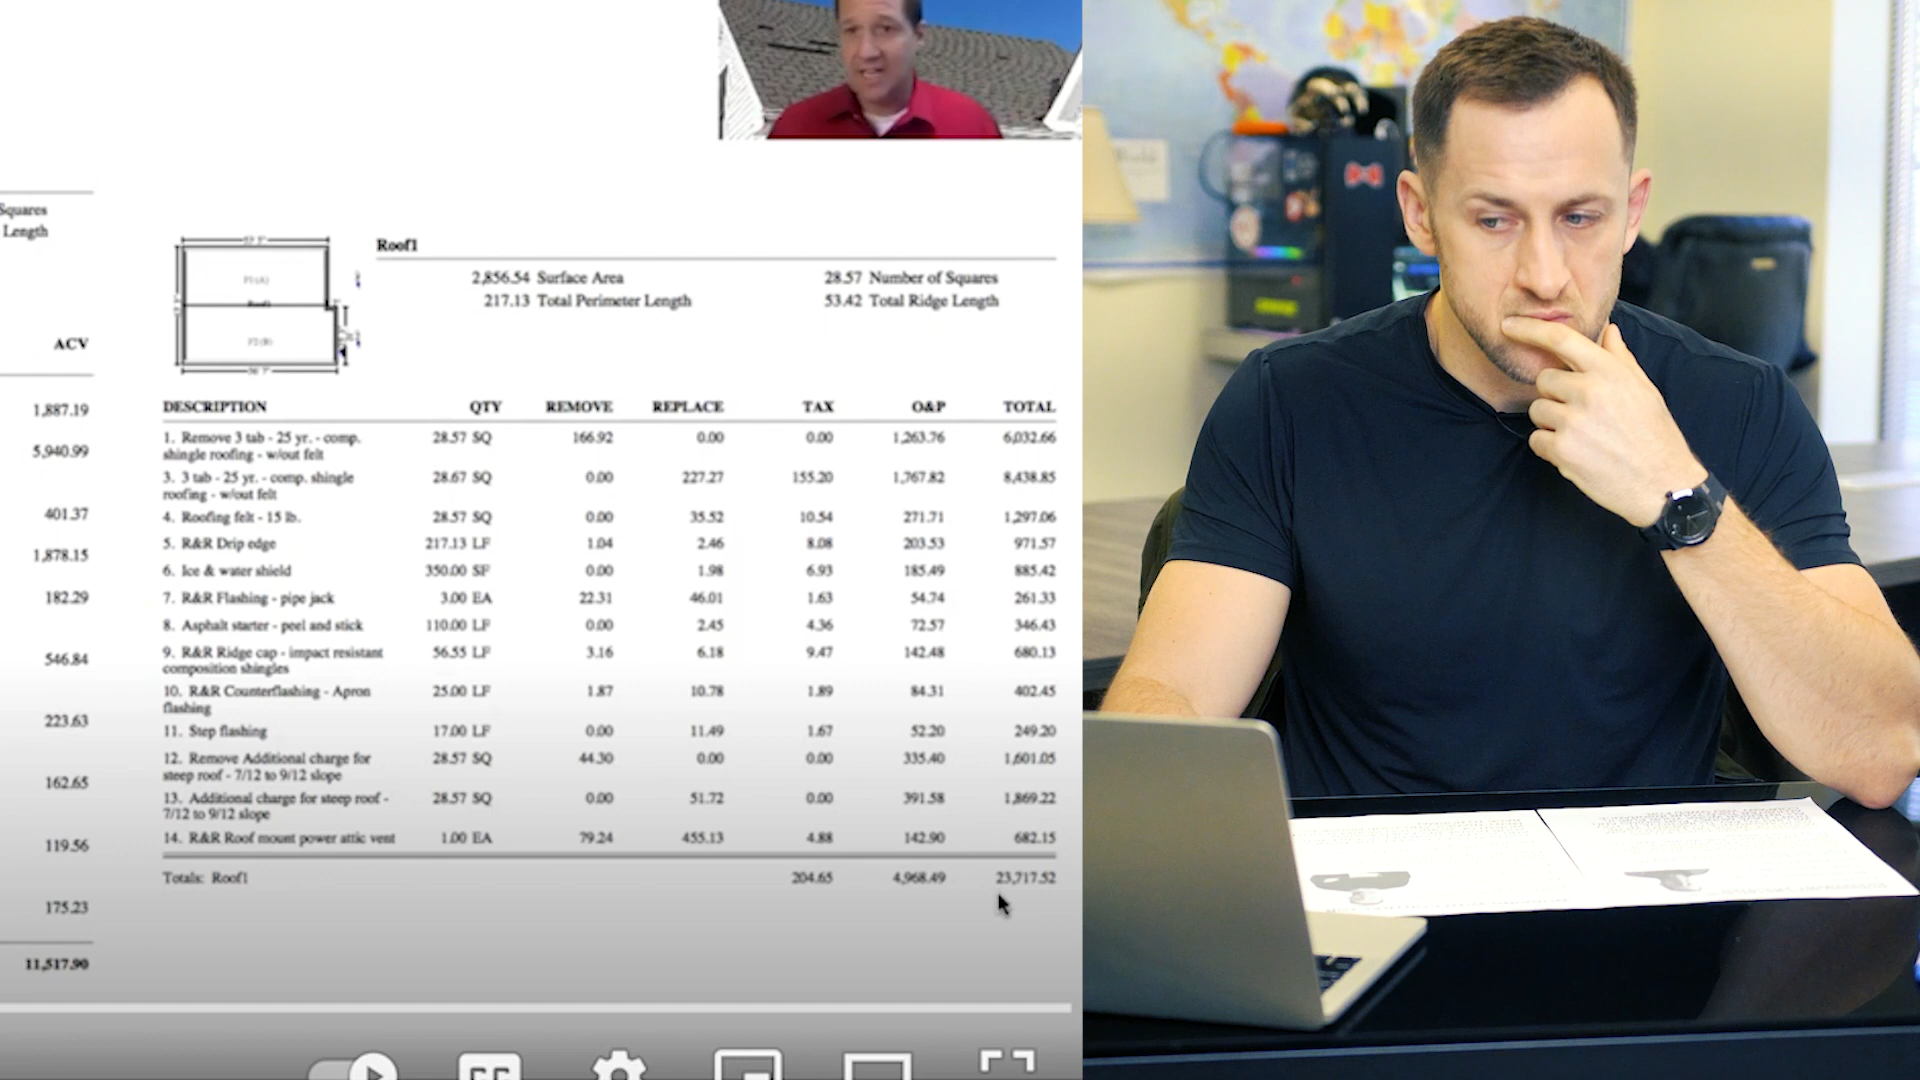 Squares
Length
ACV
1,887.19
5,940.99
401.37
1,878.15
182.29
546.84
223.63
162.65
119.56
175.23
11,517.90
Roof1
2,856.54 Surface Area 28.57 Number of Squares
217.13 Total Perimeter Length 53.42 Total Ridge Length
DESCRIPTION QTY REMOVE REPLACE TAX O&P TOTAL
1. Remove 3 tab - 25 yr. - comp. 28.57 SQ 166.92 0.00 0.00 1,263.76 6,032.66
shingle roofing - w/out felt
3. 3 tab - 25 yr. - comp. shingle 28.67 SQ 0.00 227.27 155.20 1,767.82 8,438.85
roofing - w/out felt
4. Roofing felt - 15 lb. 28.57 SQ 0.00 35.52 10.54 271.71 1,297.06
5. R&R Drip edge 217.13 LF 1.04 2.46 8.08 203.53 971.57
6. Ice & water shield 350.00 SF 0.00 1.98 6.93 185.49 885.42
7. R&R Flashing - pipe jack 3.00 EA 22.31 46.01 1.63 54.74 261.33
8. Asphalt starter - peel and stick 110.00 LF 0.00 2.45 4.36 72.57 346.43
9. R&R Ridge cap - impact resistant 56.55 LF 3.16 6.18 9.47 142.48 680.13
composition shingles
10. R&R Counterflashing - Apron 25.00 LF 1.87 10.78 1.89 84.31 402.45
flashing
11. Step flashing 17.00 LF 0.00 11.49 1.67 52.20 249.20
12. Remove Additional charge for 28.57 SQ 44.30 0.00 0.00 335.40 1,601.05
steep roof - 7/12 to 9/12 slope
13. Additional charge for steep roof - 28.57 SQ 0.00 51.72 0.00 391.58 1,869.22
7/12 to 9/12 slope
14. R&R Roof mount power attic vent 1.00 EA 79.24 455.13 4.88 142.90 682.15
Totals: Roof1 204.65 4,968.49 23,717.52